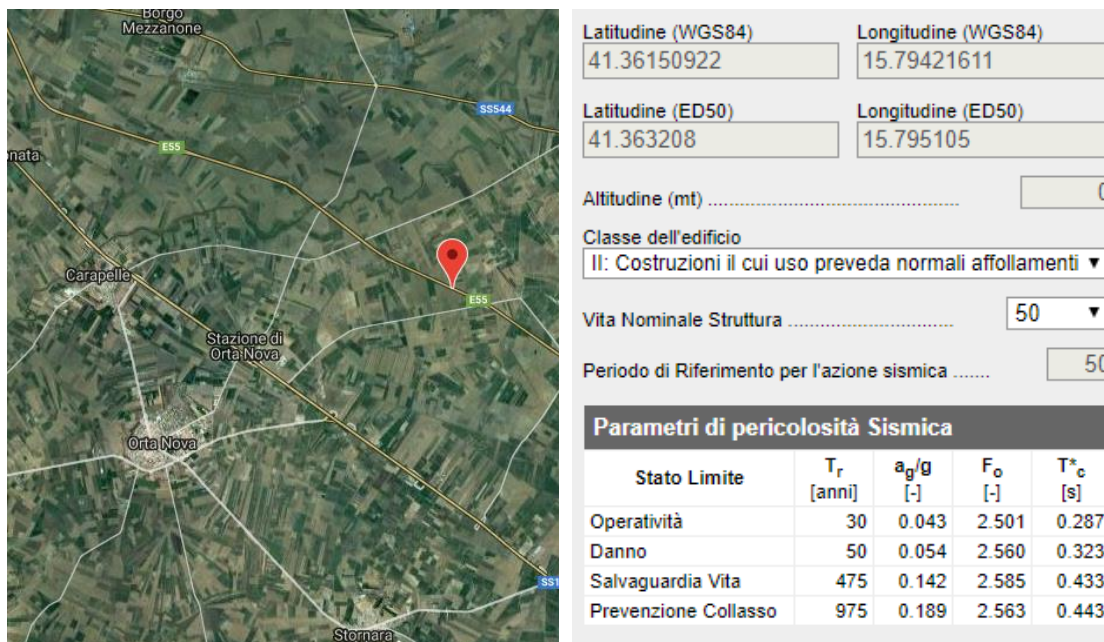 Borgo
Mezzanone
SS544
E55
onata
Carapelle
E55
Stazione di
Orta Nova
Orta Nova
SS1
Stornara
Latitudine (WGS84) Longitudine (WGS84)
41.36150922 15.79421611
Latitudine (ED50) Longitudine (ED50)
41.363208 15.795105
Altitudine (mt) ................................................ 0
Classe dell'edificio
II: Costruzioni il cui uso preveda normali affollamenti
Vita Nominale Struttura ................................ 50
Periodo di Riferimento per l'azione sismica ....... 50
Parametri di pericolosità Sismica
Stato Limite Tr [anni] ag/g [-] Fo [-] T*c [s]
Operatività 30 0.043 2.501 0.287
Danno 50 0.054 2.560 0.323
Salvaguardia Vita 475 0.142 2.585 0.433
Prevenzione Collasso 975 0.189 2.563 0.443